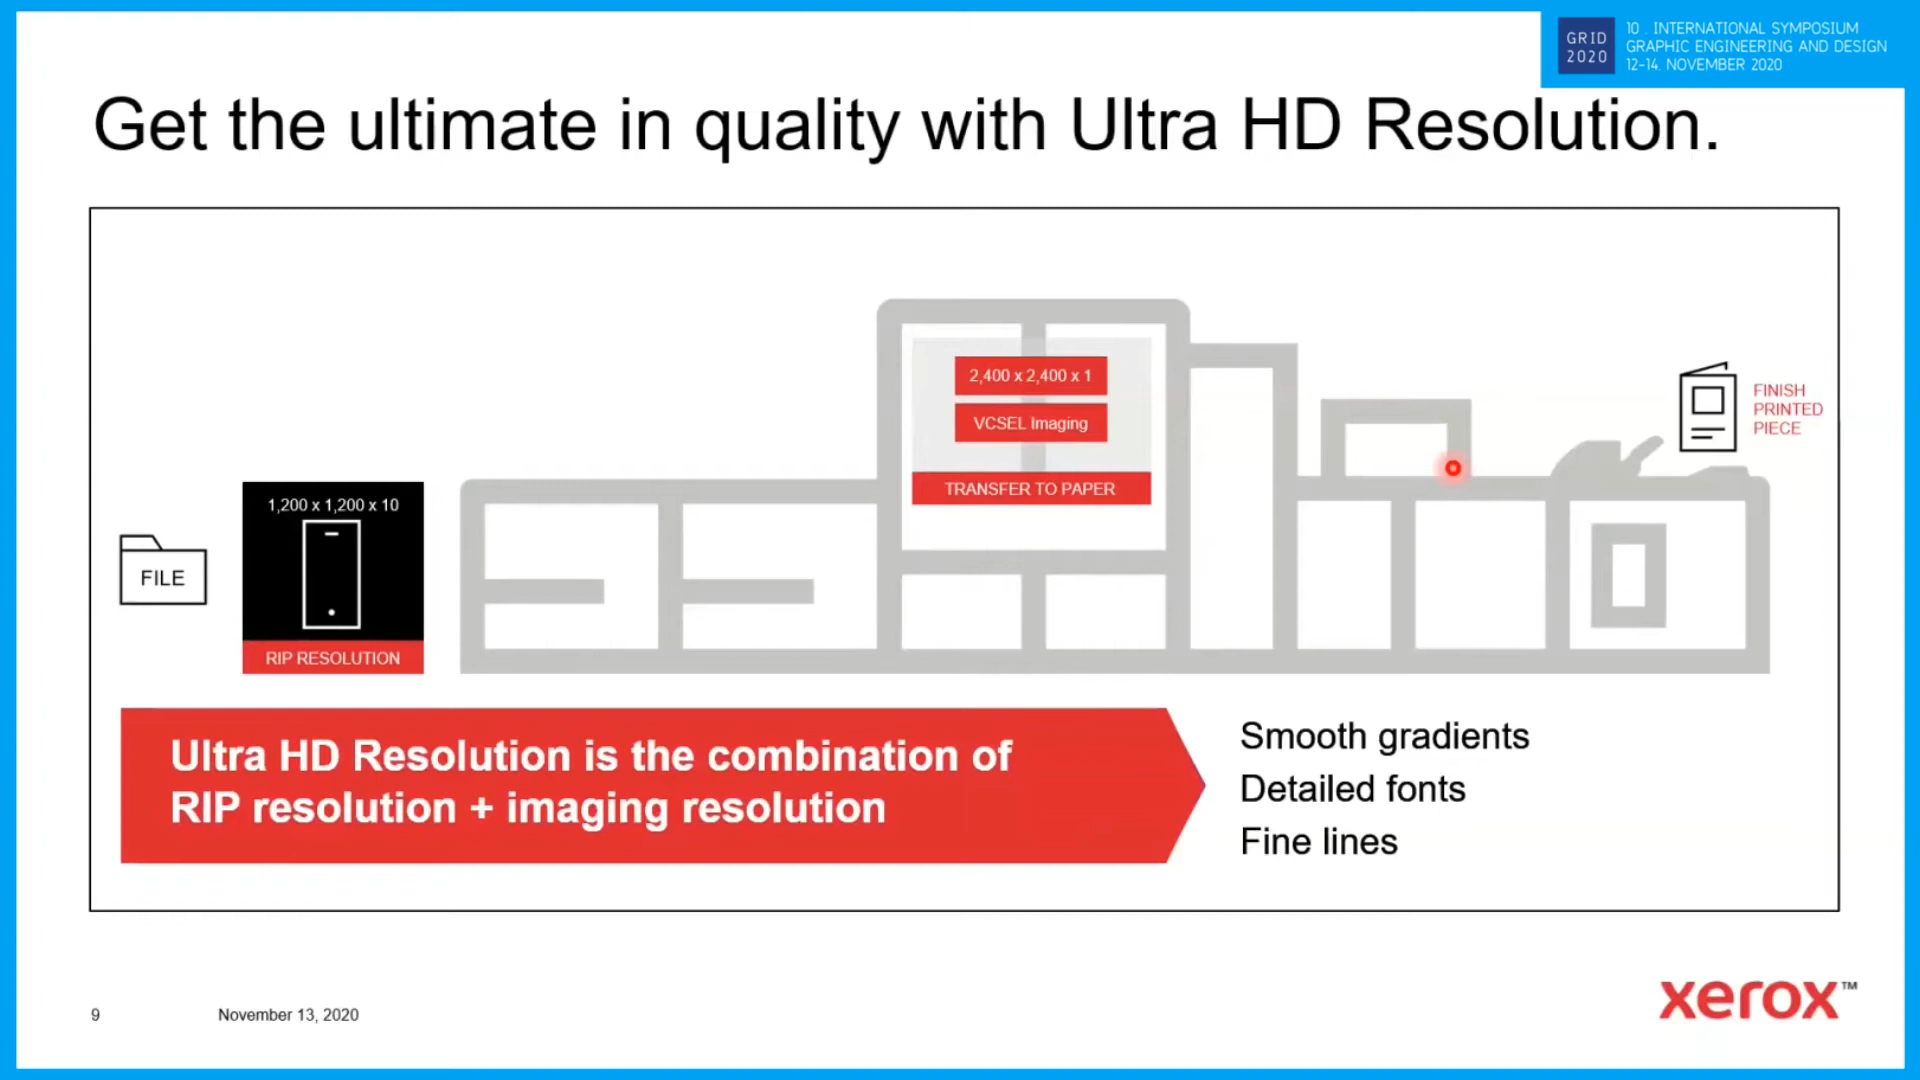 GRID
2020
10 . INTERNATIONAL SYMPOSIUM
GRAPHIC ENGINEERING AND DESIGN
12-14. NOVEMBER 2020
Get the ultimate in quality with Ultra HD Resolution.
2,400 x 2,400 x 1
VCSEL Imaging
TRANSFER TO PAPER
FINISH
PRINTED
PIECE
FILE
1,200 x 1,200 x 10
RIP RESOLUTION
Ultra HD Resolution is the combination of
RIP resolution + imaging resolution
Smooth gradients
Detailed fonts
Fine lines
9
November 13, 2020
xerox™